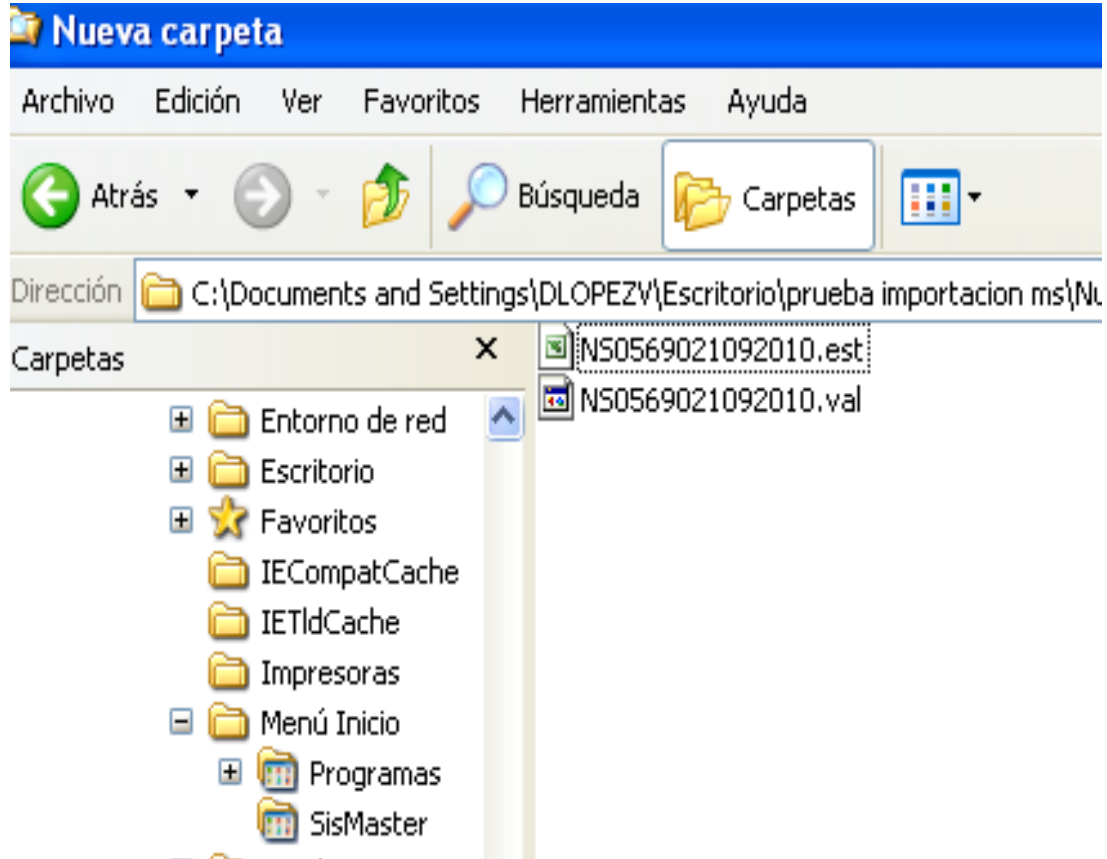 Nueva carpeta
Archivo Edición Ver Favoritos Herramientas Ayuda
Atrás Búsqueda Carpetas
Dirección C:\Documents and Settings\DLOPEZV\Escritorio\prueba importacion ms\Nu
Carpetas
NS0569021092010.est
NS0569021092010.val
Entorno de red
Escritorio
Favoritos
IECompatCache
IETldCache
Impresoras
Menú Inicio
Programas
SisMaster